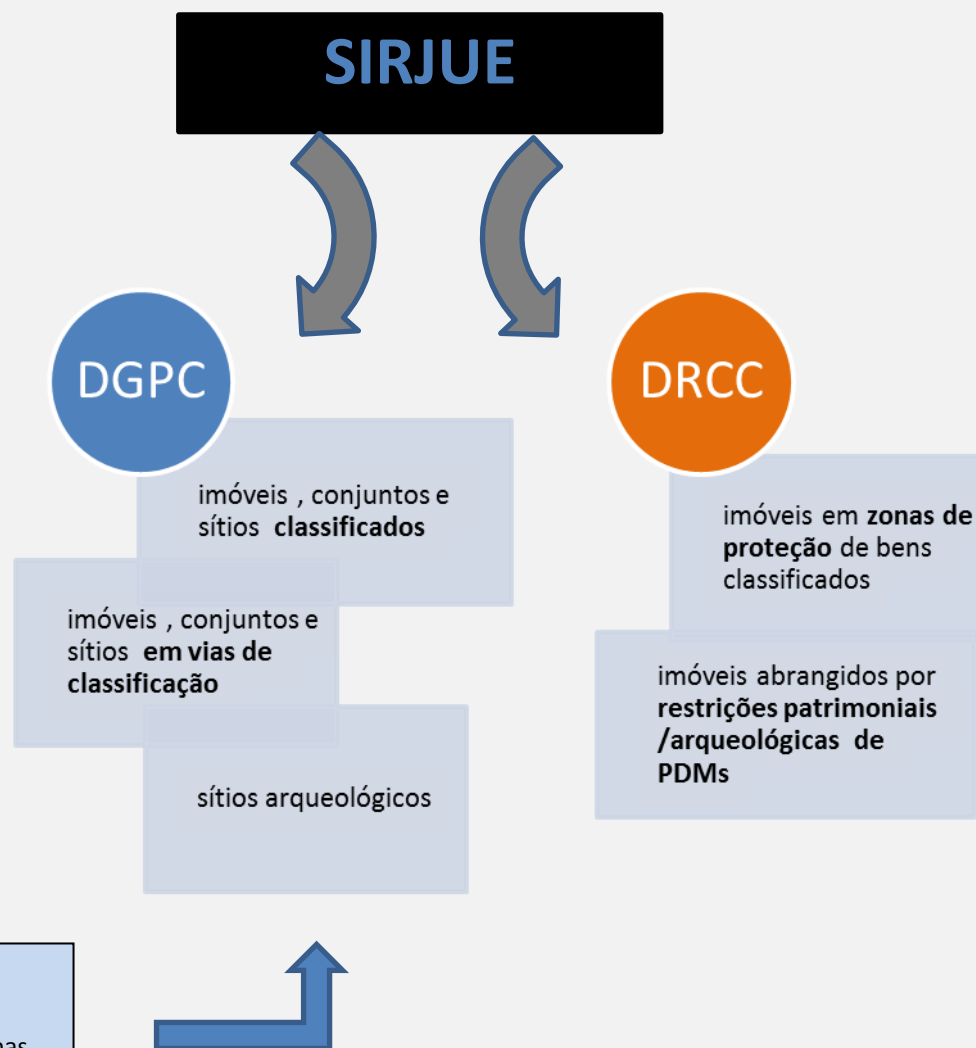 SIRJUE
DGPC
imóveis , conjuntos e
sítios classificados
imóveis , conjuntos e
sítios em vias de
classificação
sítios arqueológicos
DRCC
imóveis em zonas de
proteção de bens
classificados
imóveis abrangidos por
restrições patrimoniais
/arqueológicas de
PDMs